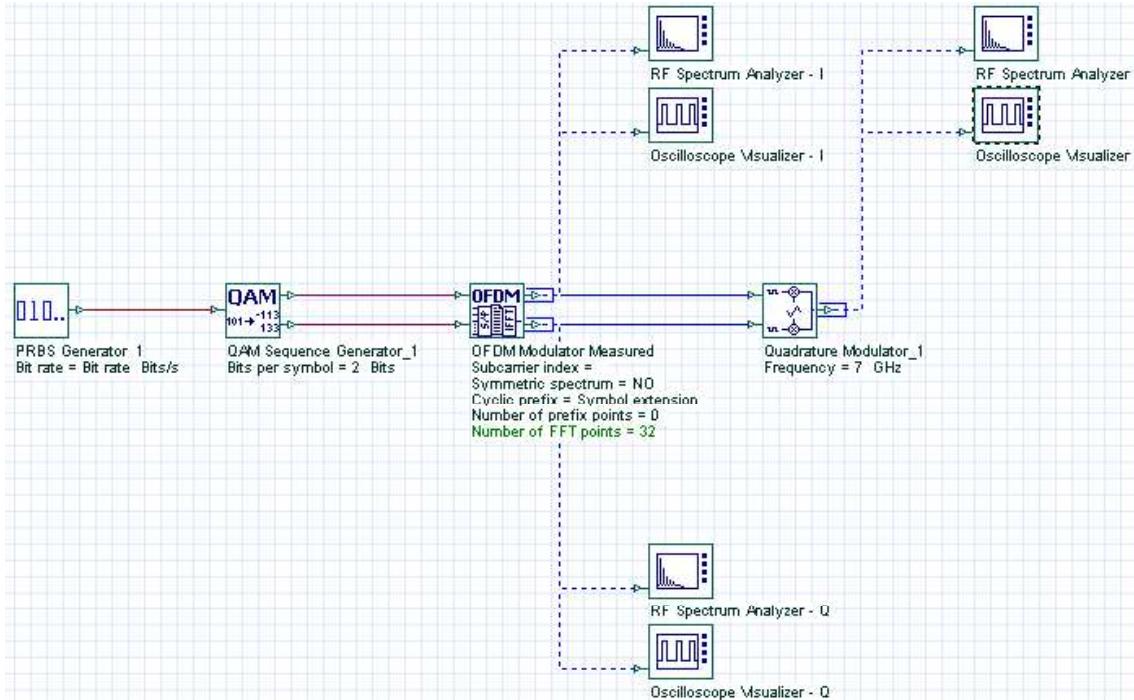 RF Spectrum Analyzer - I
RF Spectrum Analyzer
Oscilloscope Visualizer - I
Oscilloscope Visualizer
010..
PRBS Generator 1
Bit rate = Bit rate Bits/s
QAM
101 -113
133
QAM Sequence Generator_1
Bits per symbol = 2 Bits
OFDM
S/P IFFT
OFDM Modulator Measured
Subcarrier index =
Symmetric spectrum = NO
Cyclic prefix = Symbol extension
Number of prefix points = 0
Number of FFT points = 32
Quadrature Modulator_1
Frequency = 7 GHz
RF Spectrum Analyzer - Q
Oscilloscope Visualizer - Q